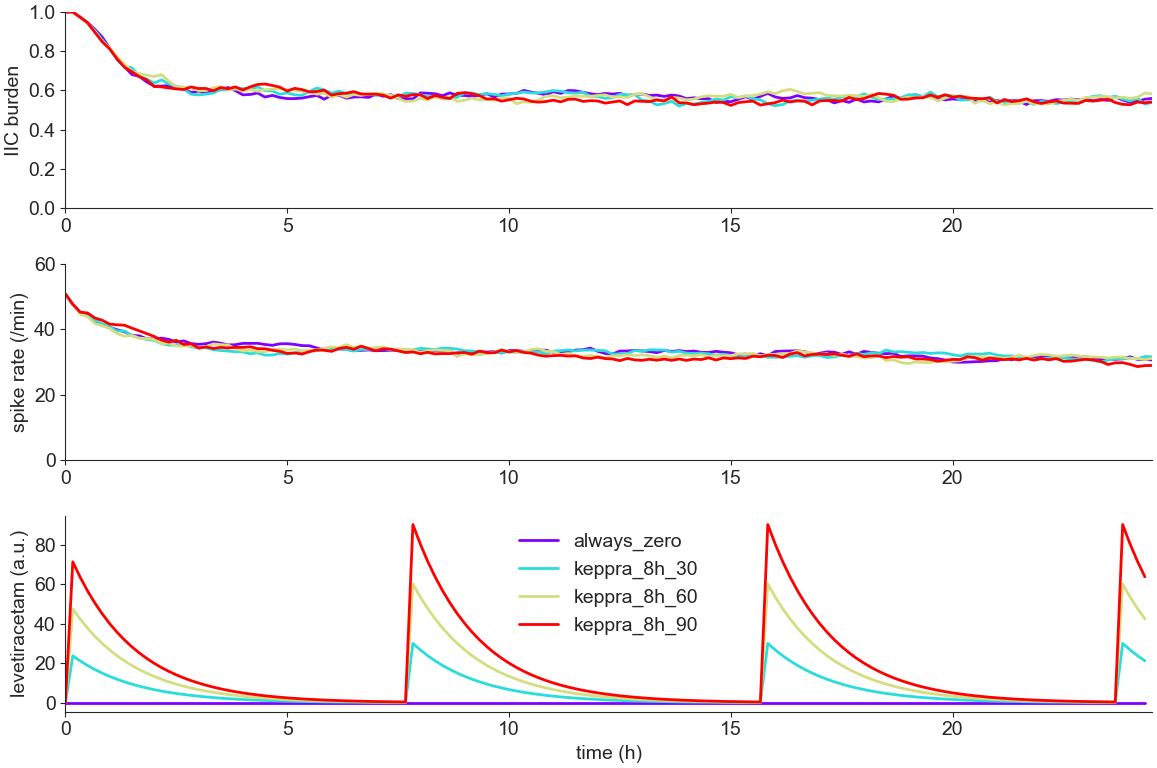 IIC burden
1.0
0.8
0.6
0.4
0.2
0.0
0 5 10 15 20
spike rate (/min)
60
40
20
0
0 5 10 15 20
levetiracetam (a.u.)
80
60
40
20
0
always_zero
keppra_8h_30
keppra_8h_60
keppra_8h_90
0 5 10 15 20
time (h)